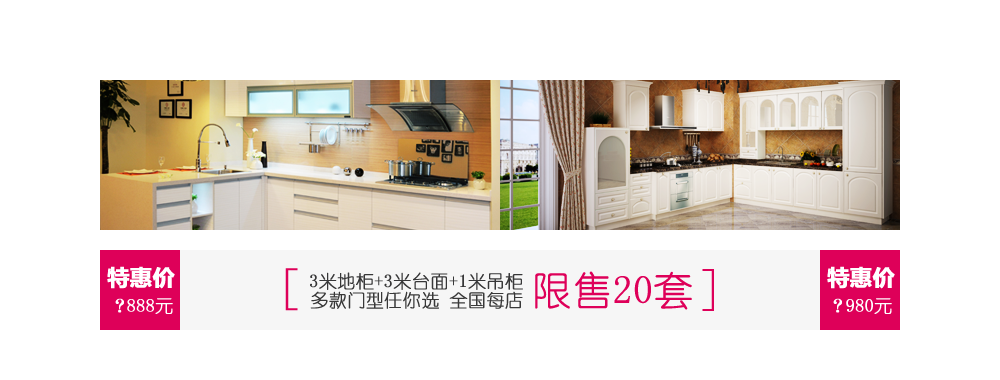 特惠价
?888元
3米地柜+3米台面+1米吊柜
多款门型任你选 全国每店
限售20套
特惠价
?980元